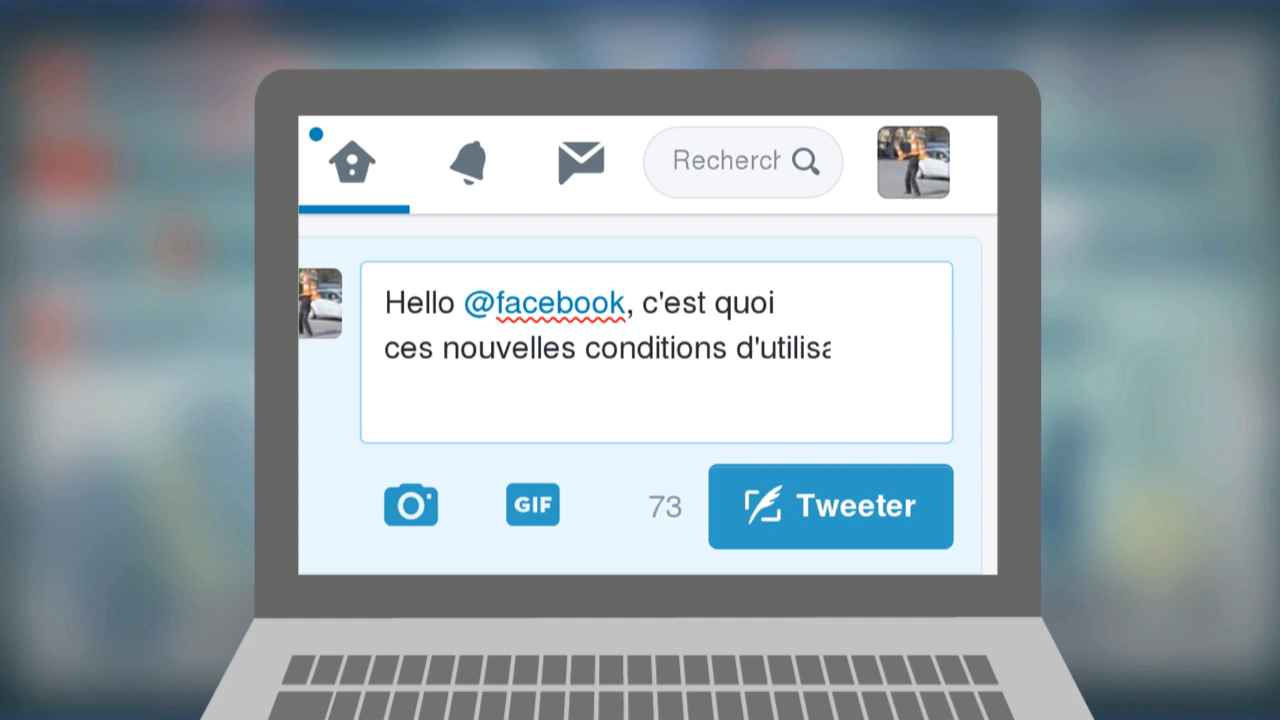 Recherch
Hello @facebook, c'est quoi
ces nouvelles conditions d'utilisa
GIF
73
Tweeter